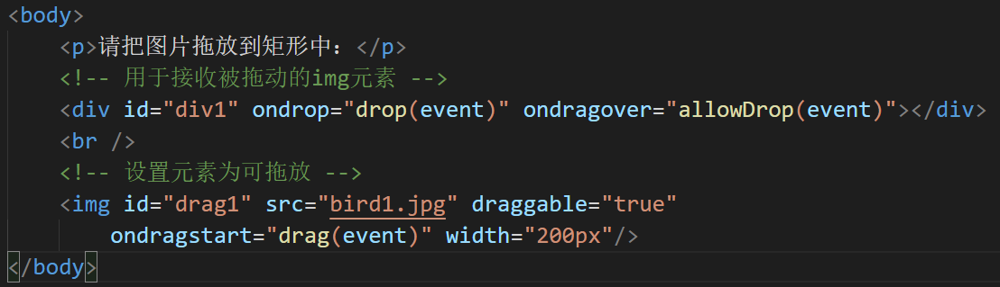 <body>
<p>请把图片拖放到矩形中：</p>
<!-- 用于接收被拖动的img元素 -->
<div id="div1" ondrop="drop(event)" ondragover="allowDrop(event)"></div>
<br />
<!-- 设置元素为可拖放 -->
<img id="drag1" src="bird1.jpg" draggable="true"
ondragstart="drag(event)" width="200px"/>
</body>